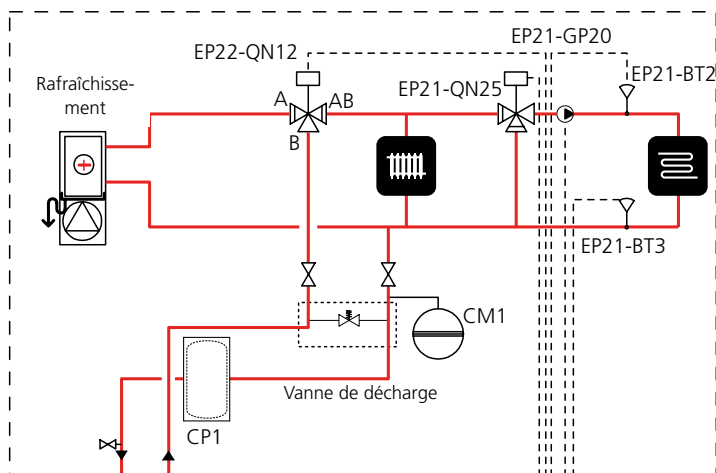 EP22-QN12
EP21-GP20
Rafraîchisse-
ment
EP21-QN25
EP21-BT2
A
AB
B
EP21-BT3
CM1
Vanne de décharge
CP1